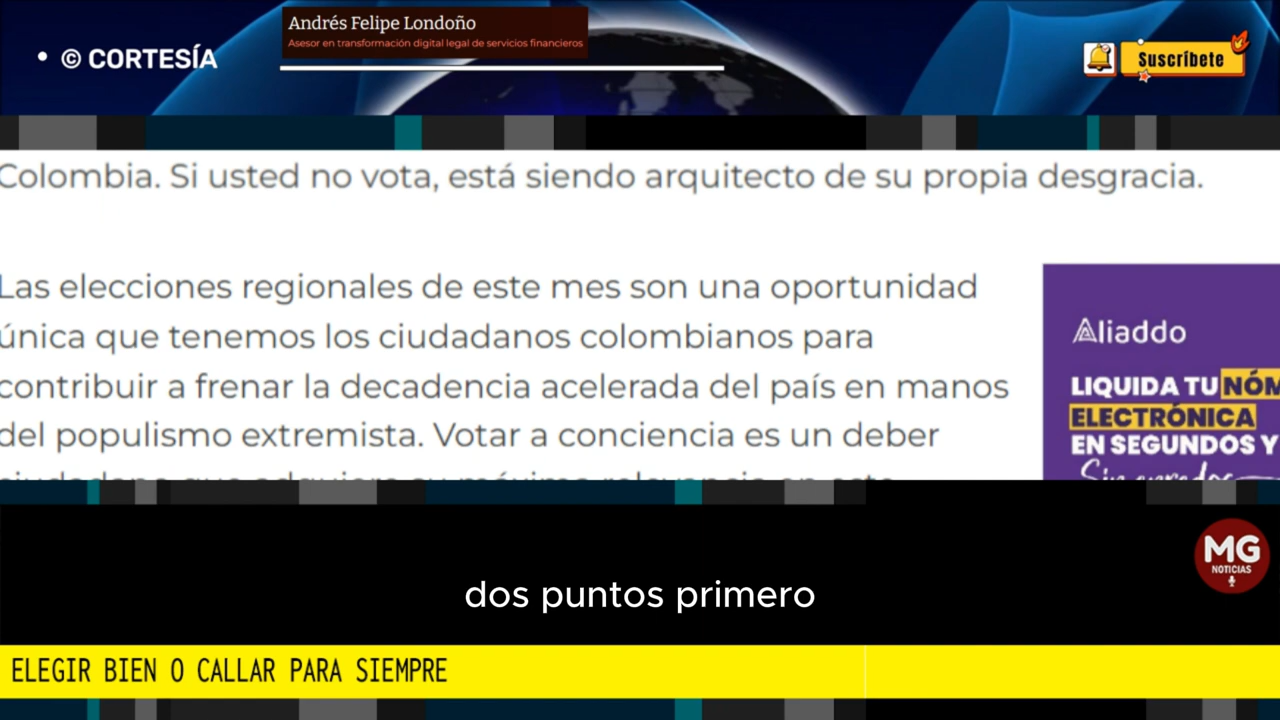 Andrés Felipe Londoño
Asesor en transformación digital legal de servicios financieros
• © CORTESÍA
Suscríbete
Colombia. Si usted no vota, está siendo arquitecto de su propia desgracia.
Las elecciones regionales de este mes son una oportunidad
única que tenemos los ciudadanos colombianos para
contribuir a frenar la decadencia acelerada del país en manos
del populismo extremista. Votar a conciencia es un deber
Aliaddo
LIQUIDA TU NÓM
ELECTRÓNICA
EN SEGUNDOS Y
MG
NOTICIAS
dos puntos primero
ELEGIR BIEN O CALLAR PARA SIEMPRE